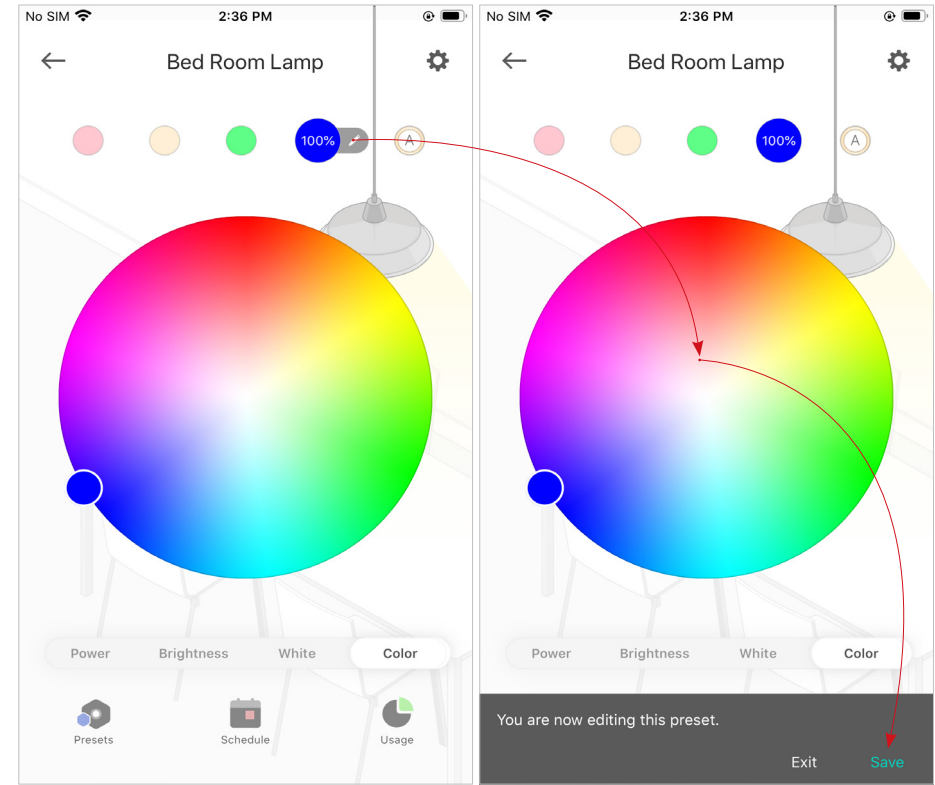 No SIM 2:36 PM
Bed Room Lamp
100% A
Power Brightness White Color
Presets Schedule Usage
No SIM 2:36 PM
Bed Room Lamp
100% A
Power Brightness White Color
You are now editing this preset.
Exit Save